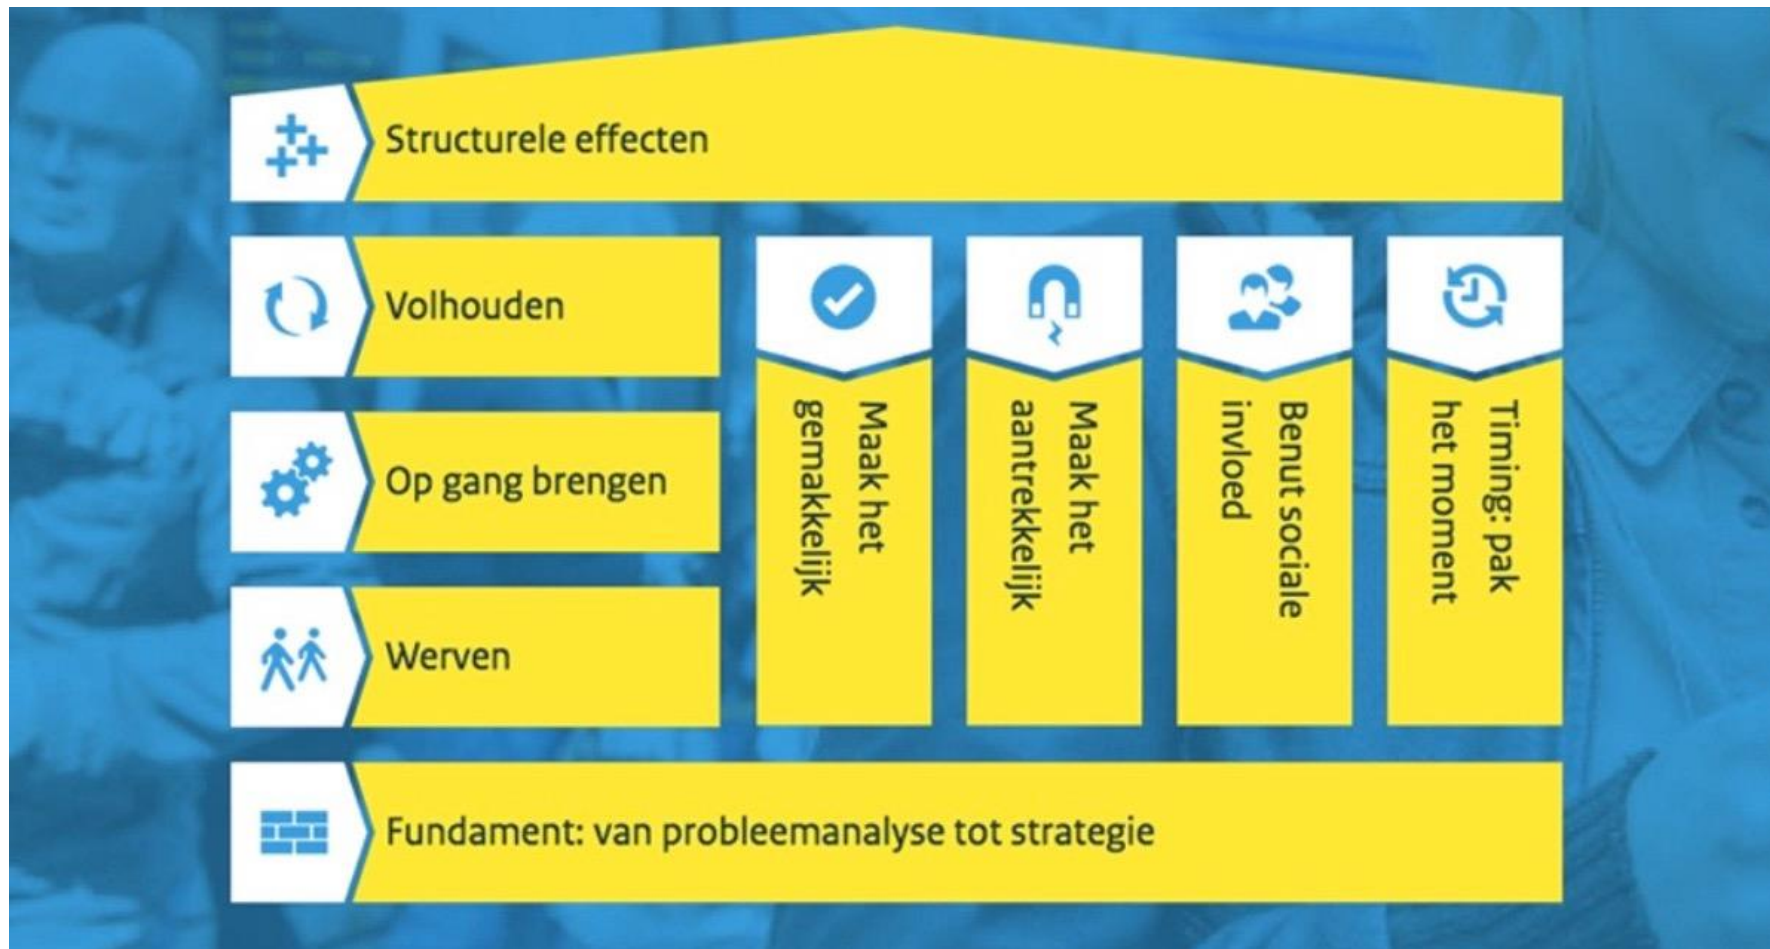 Structurele effecten
Volhouden
Op gang brengen
Werven
Maak het
gemakkelijk
Maak het
aantrekkelijk
Benut sociale
invloed
Timing: pak
het moment
Fundament: van probleemanalyse tot strategie